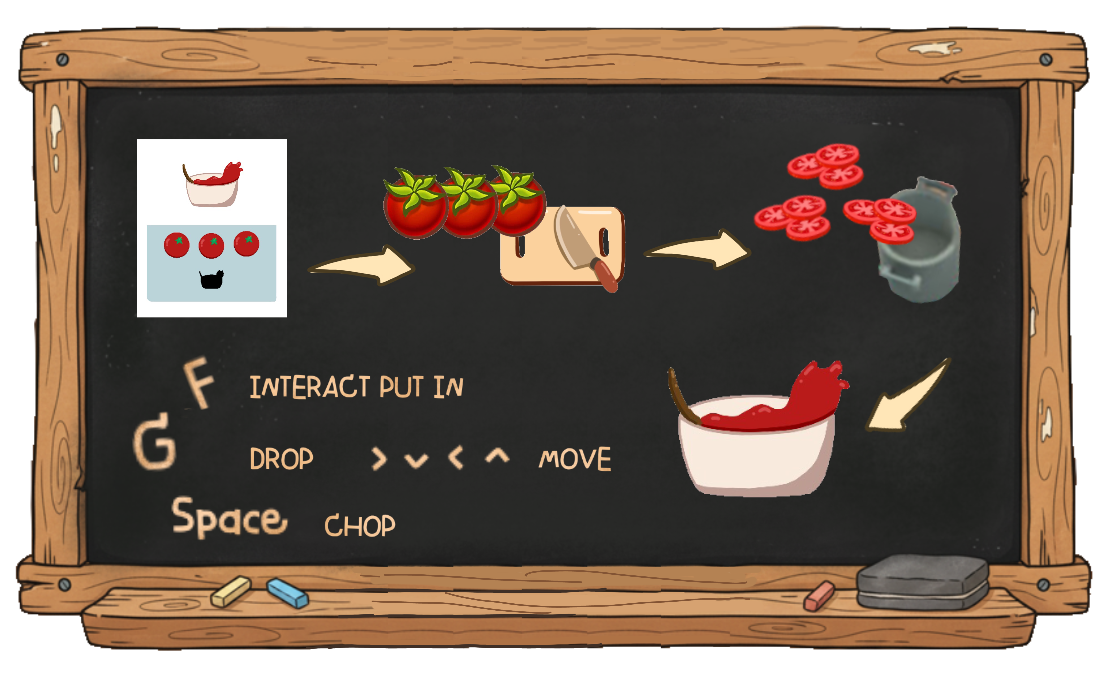 F INTERACT PUT IN
G DROP > ⌄ < ^ MOVE
Space CHOP